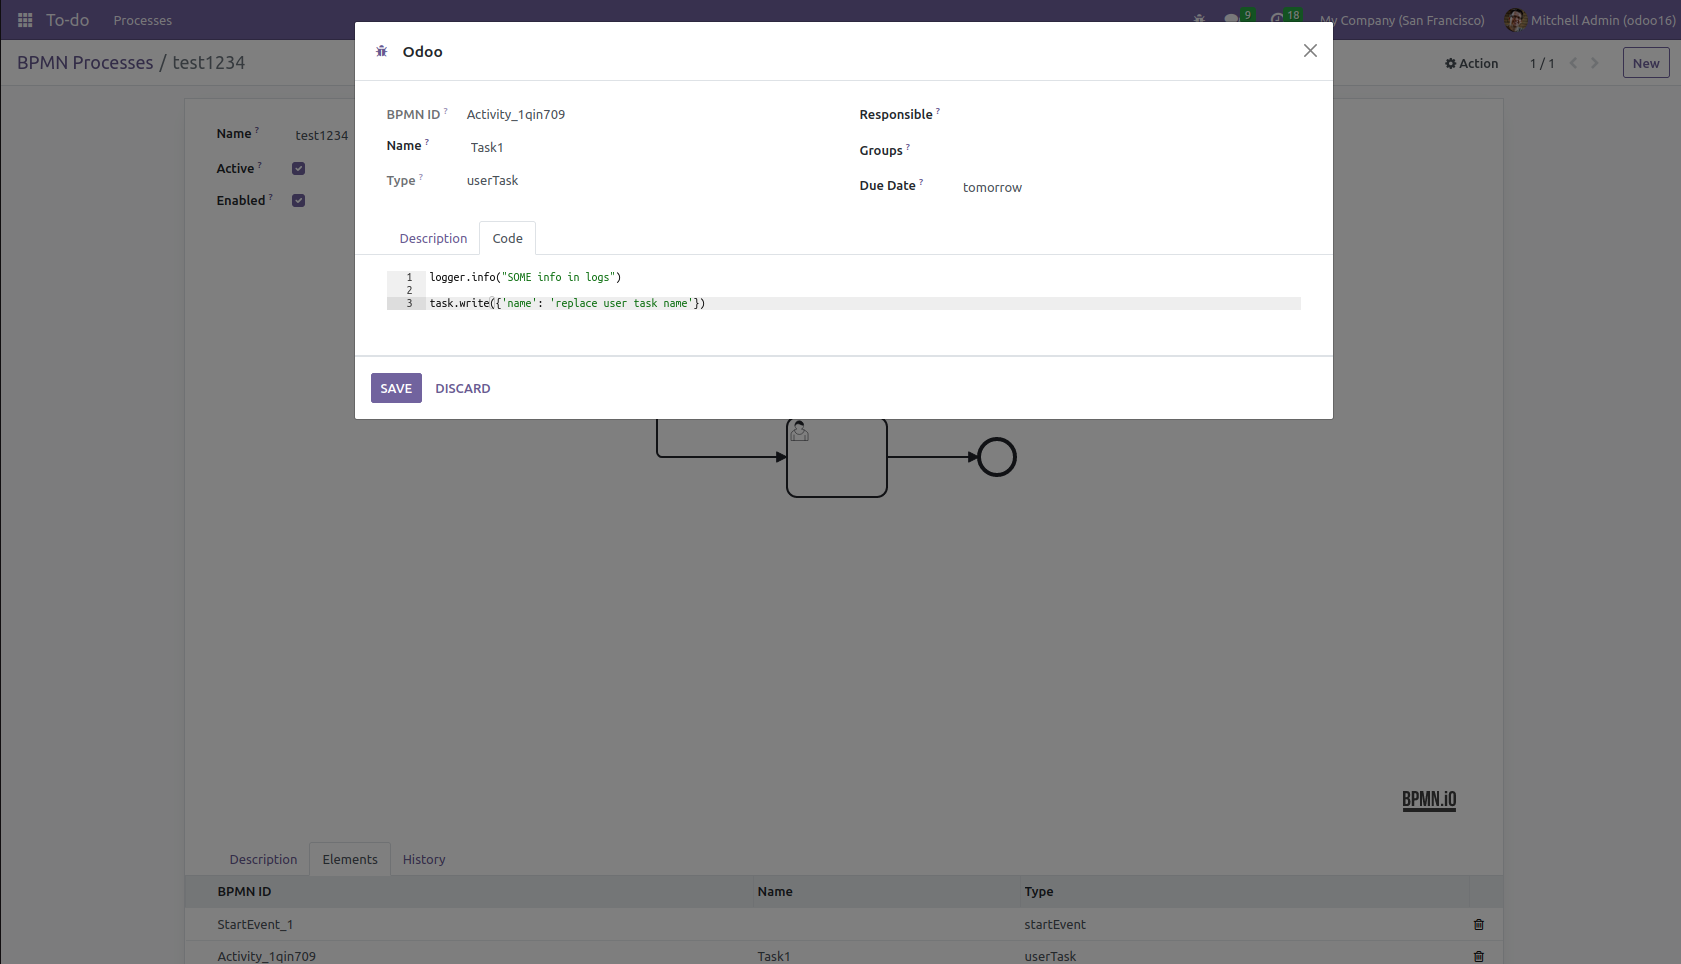 To-do Processes 9 18 My Company (San Francisco) Mitchell Admin (odoo16)
BPMN Processes / test1234 Action 1 / 1 New
Name ? test1234
Active ?
Enabled ?
Odoo
BPMN ID ? Activity_1qin709
Name ? Task1
Type ? userTask
Responsible ?
Groups ?
Due Date ? tomorrow
Description Code
1 logger.info("SOME info in logs")
2
3 task.write({'name': 'replace user task name'})
SAVE DISCARD
BPMN.iO
Description Elements History
BPMN ID Name Type
StartEvent_1 startEvent
Activity_1qin709 Task1 userTask